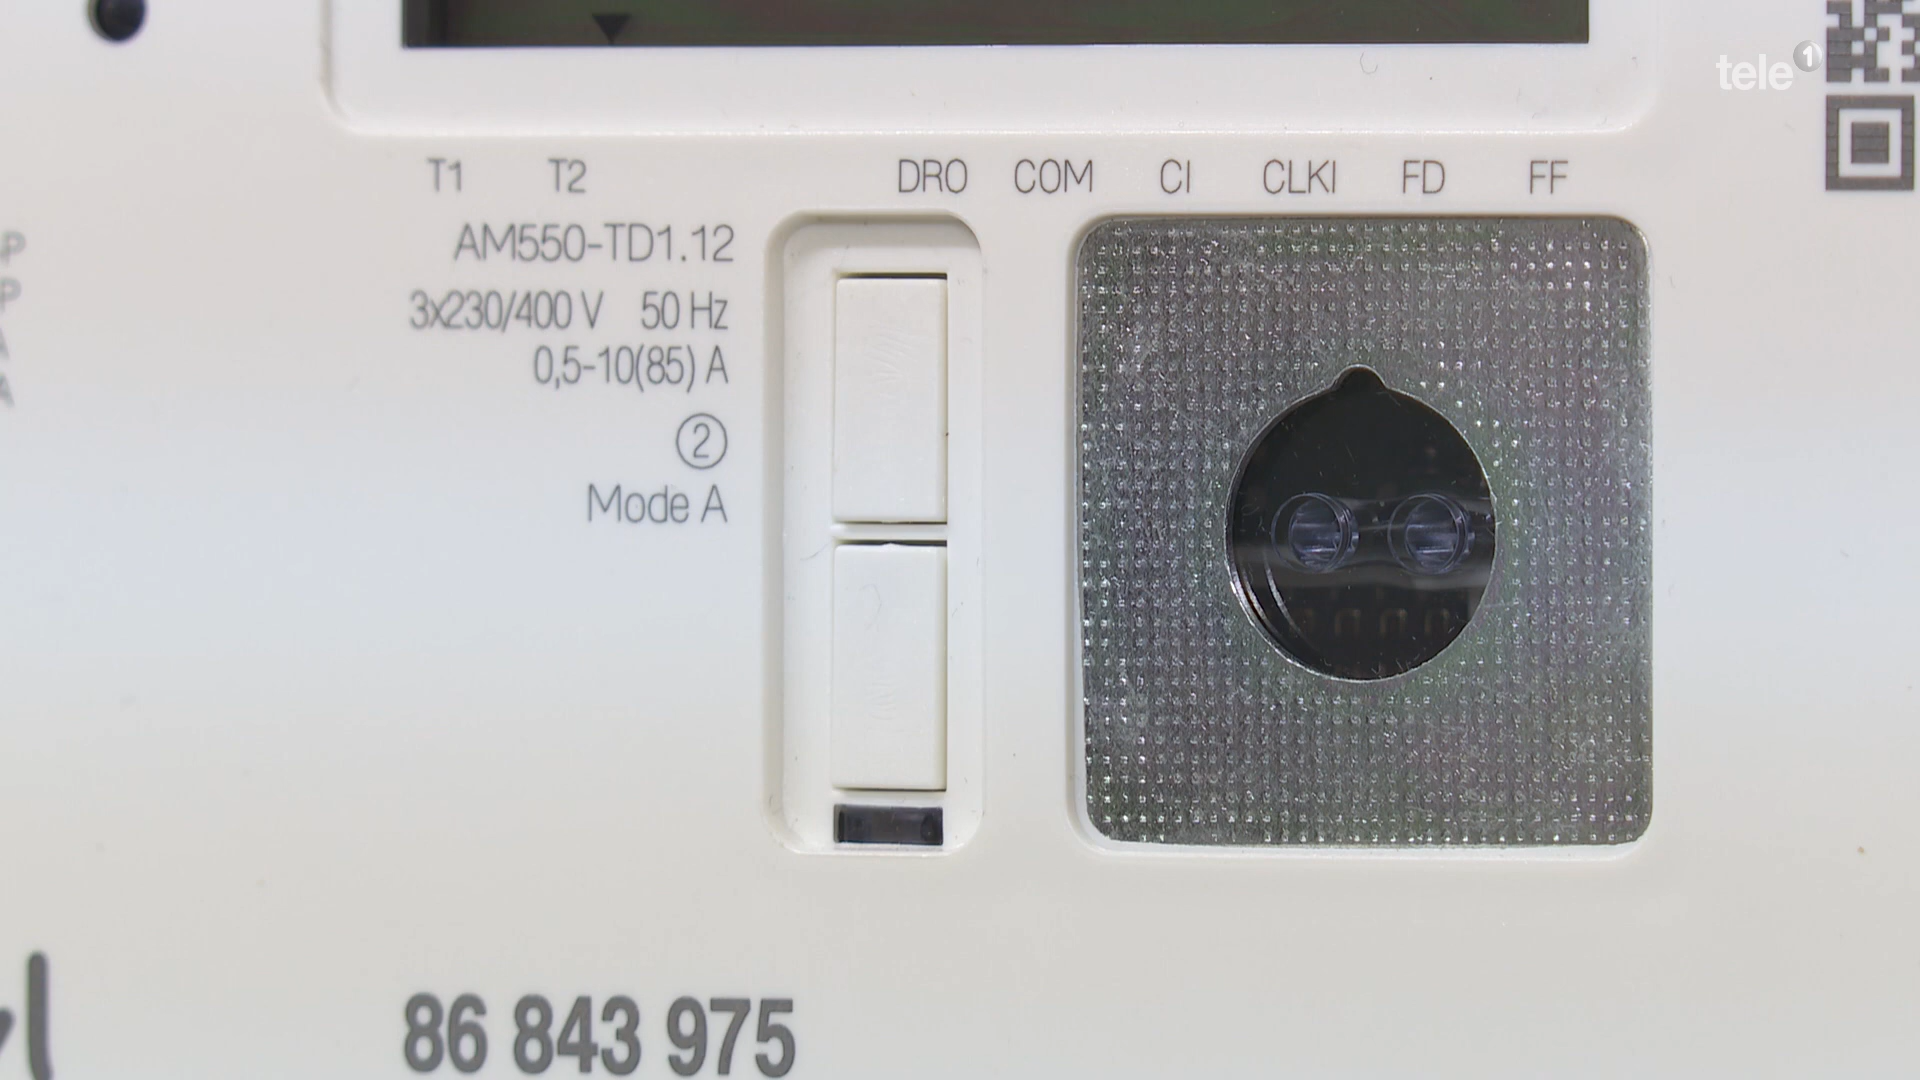 tele1
T1 T2 DRO COM CI CLKI FD FF
AM550-TD1.12
3x230/400 V 50 Hz
0,5-10(85) A
2
Mode A
P
P
A
A
86 843 975